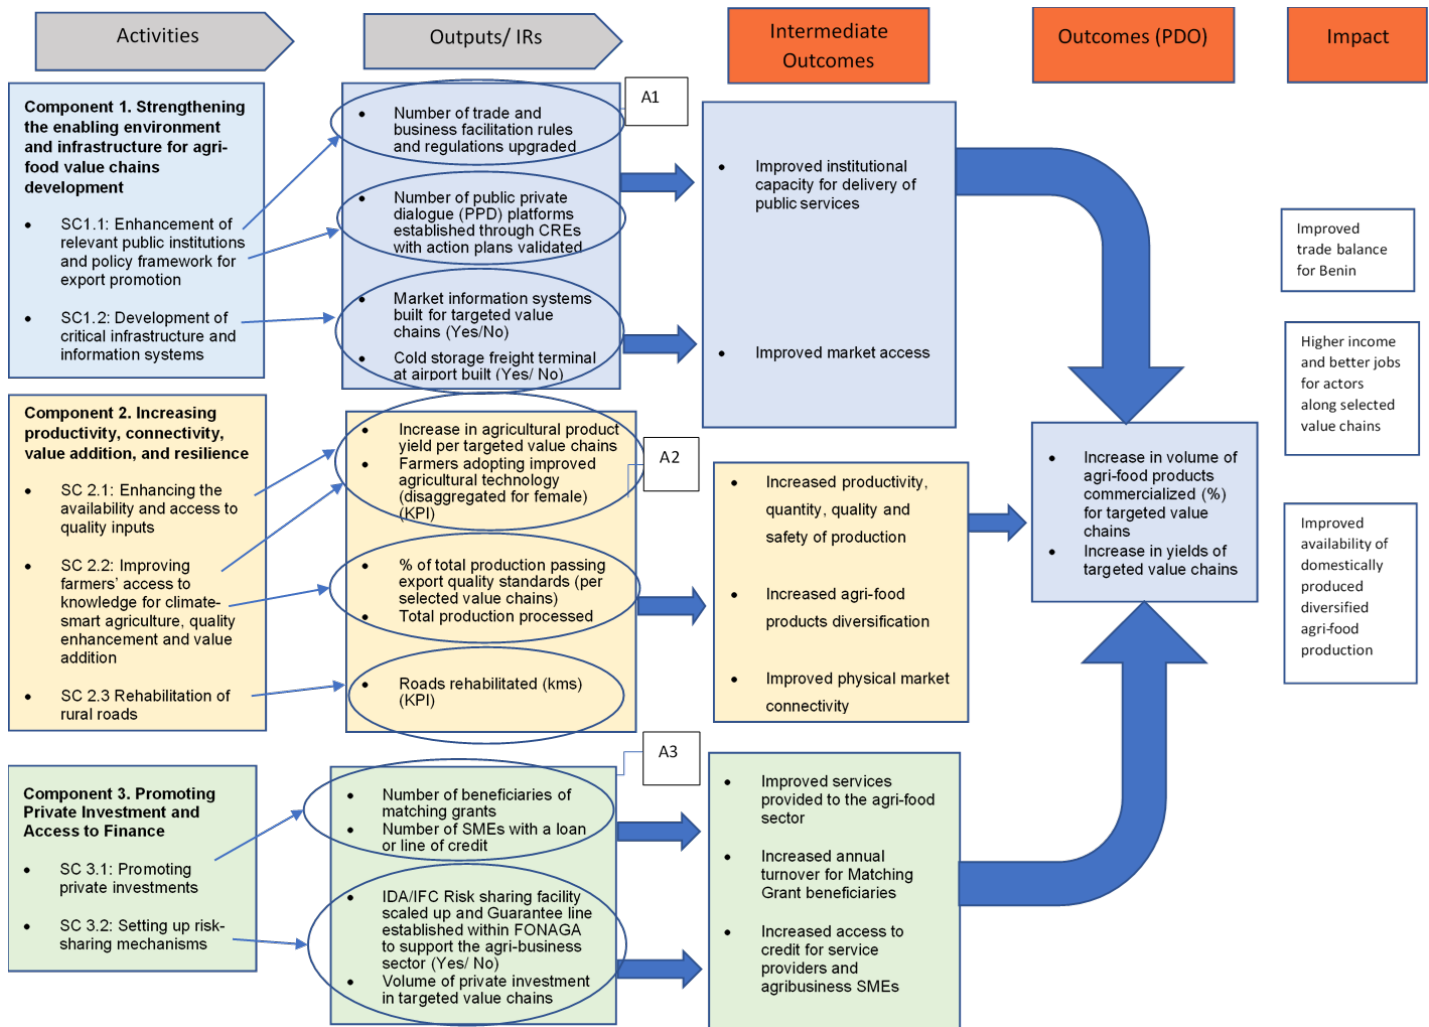 Activities
Outputs/ IRs
Intermediate
Outcomes
Outcomes (PDO)
Impact
Component 1. Strengthening
the enabling environment
and infrastructure for agri-
food value chains
development
• SC1.1: Enhancement of
relevant public institutions
and policy framework for
export promotion
• SC1.2: Development of
critical infrastructure and
information systems
• Number of trade and
business facilitation rules
and regulations upgraded
• Number of public private
dialogue (PPD) platforms
established through CREs
with action plans validated
• Market information systems
built for targeted value
chains (Yes/No)
• Cold storage freight terminal
at airport built (Yes/ No)
A1
• Improved institutional
capacity for delivery of
public services
• Improved market access
Component 2. Increasing
productivity, connectivity,
value addition, and resilience
• SC 2.1: Enhancing the
availability and access to
quality inputs
• SC 2.2: Improving
farmers' access to
knowledge for climate-
smart agriculture, quality
enhancement and value
addition
• SC 2.3 Rehabilitation of
rural roads
• Increase in agricultural product
yield per targeted value chains
• Farmers adopting improved
agricultural technology
(disaggregated for female)
(KPI)
• % of total production passing
export quality standards (per
selected value chains)
• Total production processed
• Roads rehabilitated (kms)
(KPI)
A2
• Increased productivity,
quantity, quality and
safety of production
• Increased agri-food
products diversification
• Improved physical market
connectivity
Component 3. Promoting
Private Investment and
Access to Finance
• SC 3.1: Promoting
private investments
• SC 3.2: Setting up risk-
sharing mechanisms
• Number of beneficiaries of
matching grants
• Number of SMEs with a loan
or line of credit
• IDA/IFC Risk sharing facility
scaled up and Guarantee line
established within FONAGA
to support the agri-business
sector (Yes/ No)
• Volume of private investment
in targeted value chains
A3
• Improved services
provided to the agri-food
sector
• Increased annual
turnover for Matching
Grant beneficiaries
• Increased access to
credit for service
providers and
agribusiness SMEs
• Increase in volume of
agri-food products
commercialized (%)
for targeted value
chains
• Increase in yields of
targeted value chains
Improved
trade balance
for Benin
Higher income
and better jobs
for actors
along selected
value chains
Improved
availability of
domestically
produced
diversified
agri-food
production